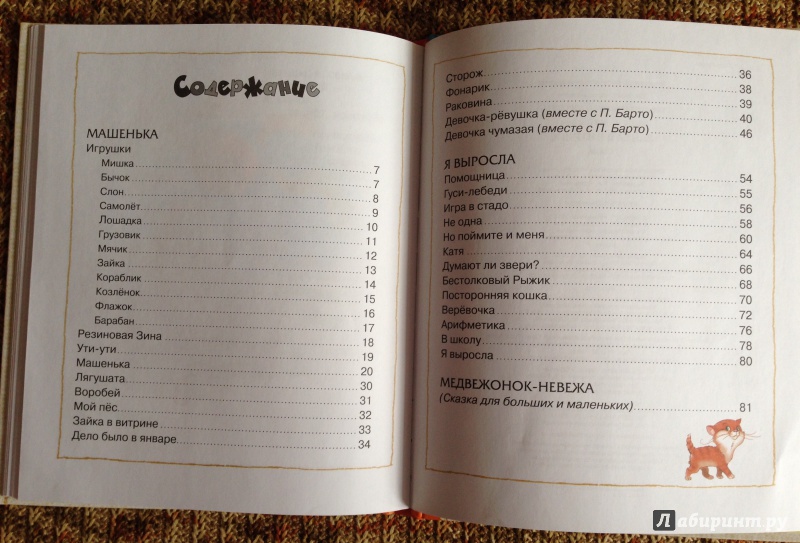 Содержание
МАШЕНЬКА
Игрушки
Мишка 7
Бычок 7
Слон 8
Самолёт 9
Лошадка 10
Грузовик 11
Мячик 12
Зайка 13
Кораблик 14
Козлёнок 15
Флажок 16
Барабан 17
Резиновая Зина 18
Ути-ути 19
Машенька 20
Лягушата 30
Воробей 31
Мой пёс 32
Зайка в витрине 33
Дело было в январе 34
Сторож 36
Фонарик 38
Раковина 39
Девочка-рёвушка (вместе с П. Барто) 40
Девочка чумазая (вместе с П. Барто) 46
Я ВЫРОСЛА
Помощница 54
Гуси-лебеди 55
Игра в стадо 56
Не одна 58
Но поймите и меня 60
Катя 64
Думают ли звери? 66
Бестолковый Рыжик 68
Посторонняя кошка 70
Верёвочка 72
Арифметика 76
В школу 78
Я выросла 80
МЕДВЕЖОНОК-НЕВЕЖА
(Сказка для больших и маленьких) 81
Лабиринт.ру